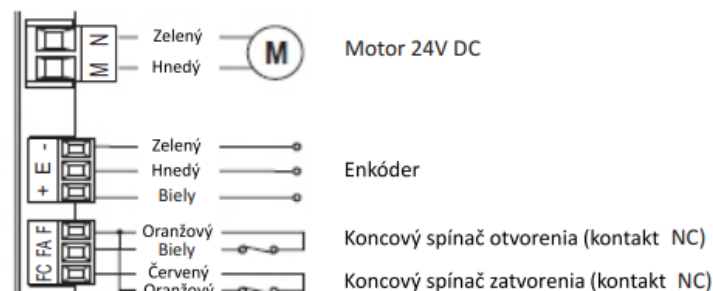 N Zelený
M Hnedý
M
Motor 24V DC
- Zelený
E Hnedý
+ Biely
Enkóder
F Oranžový
FA Biely
Koncový spínač otvorenia (kontakt NC)
FC Červený
Oranžový
Koncový spínač zatvorenia (kontakt NC)